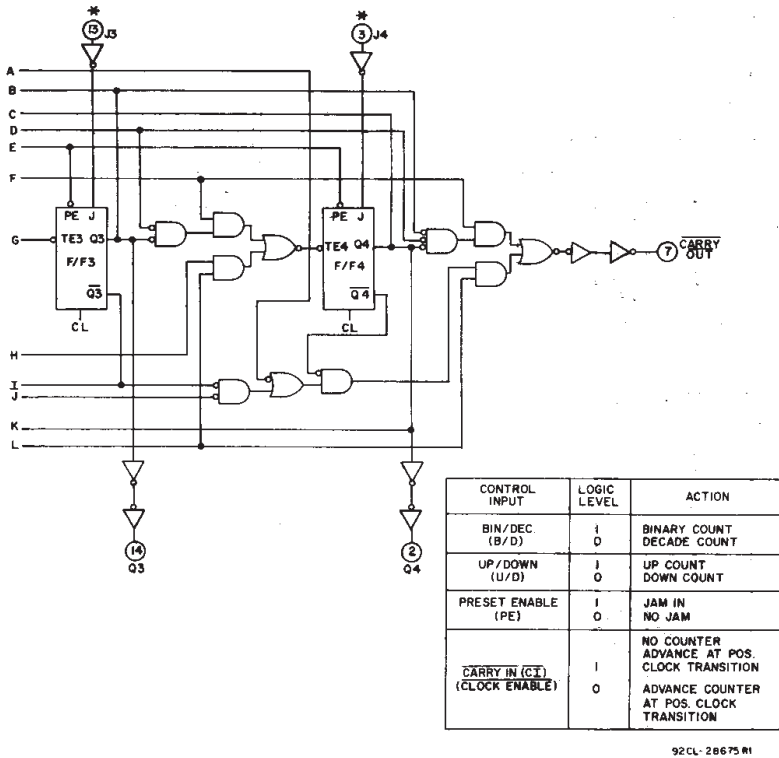 *
*
13 J3
3 J4
A
B
C
D
E
F
PE J
PE J
G
TE3 Q3
F/F3
Q3
CL
TE4 Q4
F/F4
Q4
CL
7 CARRY OUT
H
I
J
K
L
14
Q3
2
Q4
CONTROL INPUT LOGIC LEVEL ACTION
BIN/DEC. (B/D) 1 BINARY COUNT
0 DECADE COUNT
UP/DOWN (U/D) 1 UP COUNT
0 DOWN COUNT
PRESET ENABLE (PE) 1 JAM IN
0 NO JAM
CARRY IN (CI) (CLOCK ENABLE) 1 NO COUNTER ADVANCE AT POS. CLOCK TRANSITION
0 ADVANCE COUNTER AT POS. CLOCK TRANSITION
92CL-28675R1